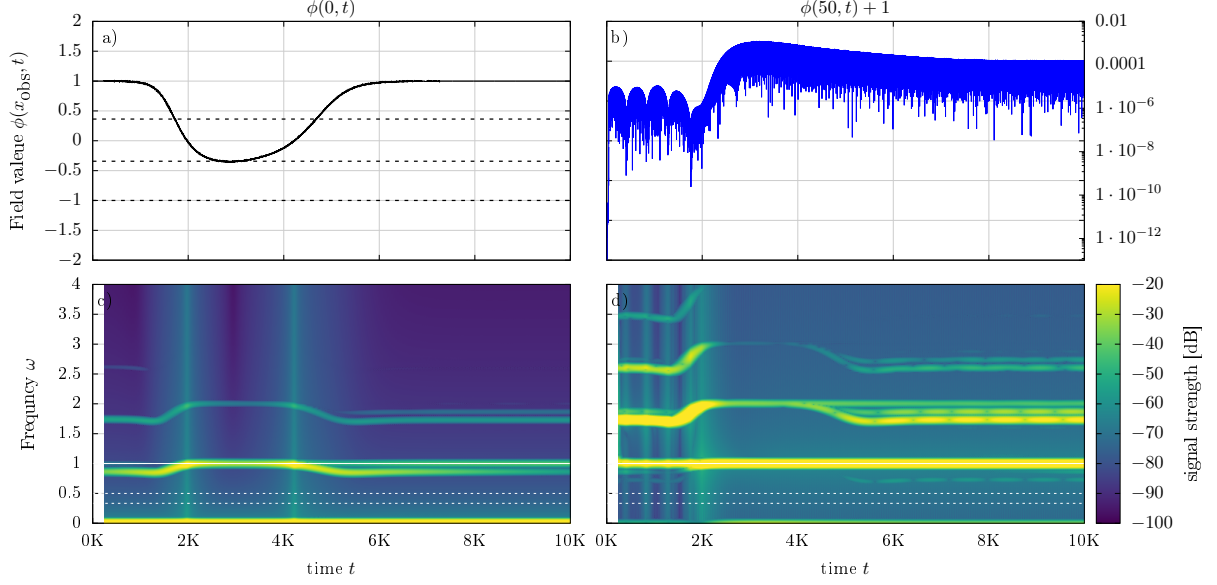 ϕ(0, t)
ϕ(50, t) + 1
a)
b)
Field valeue ϕ(x_obs, t)
2
1.5
1
0.5
0
−0.5
−1
−1.5
−2
0.01
0.0001
1 · 10^−6
1 · 10^−8
1 · 10^−10
1 · 10^−12
c)
d)
Frequncy ω
4
3.5
3
2.5
2
1.5
1
0.5
0
0K 2K 4K 6K 8K 10K
0K 2K 4K 6K 8K 10K
time t
time t
−20
−30
−40
−50
−60
−70
−80
−90
−100
signal strength [dB]